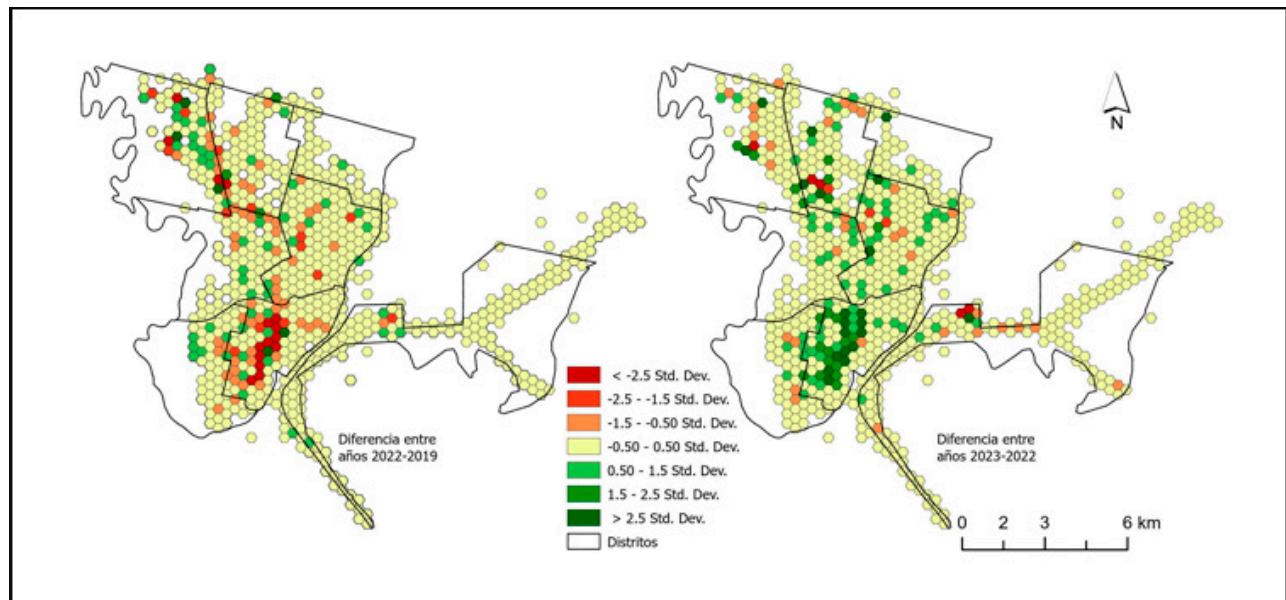 N
< -2.5 Std. Dev.
-2.5 - -1.5 Std. Dev.
-1.5 - -0.50 Std. Dev.
-0.50 - 0.50 Std. Dev.
0.50 - 1.5 Std. Dev.
1.5 - 2.5 Std. Dev.
> 2.5 Std. Dev.
Distritos
Diferencia entre
años 2022-2019
Diferencia entre
años 2023-2022
0 1 3 6 km